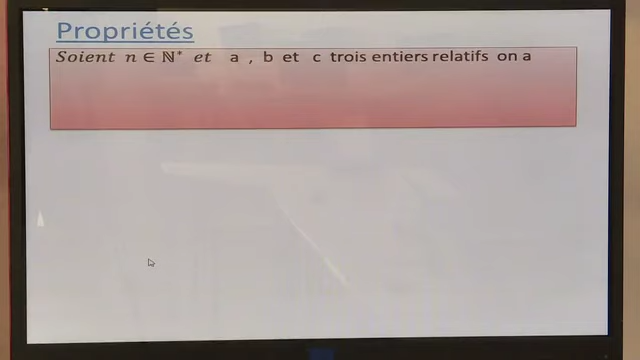 Propriétés
Soient n ∈ ℕ* et a , b et c trois entiers relatifs on a